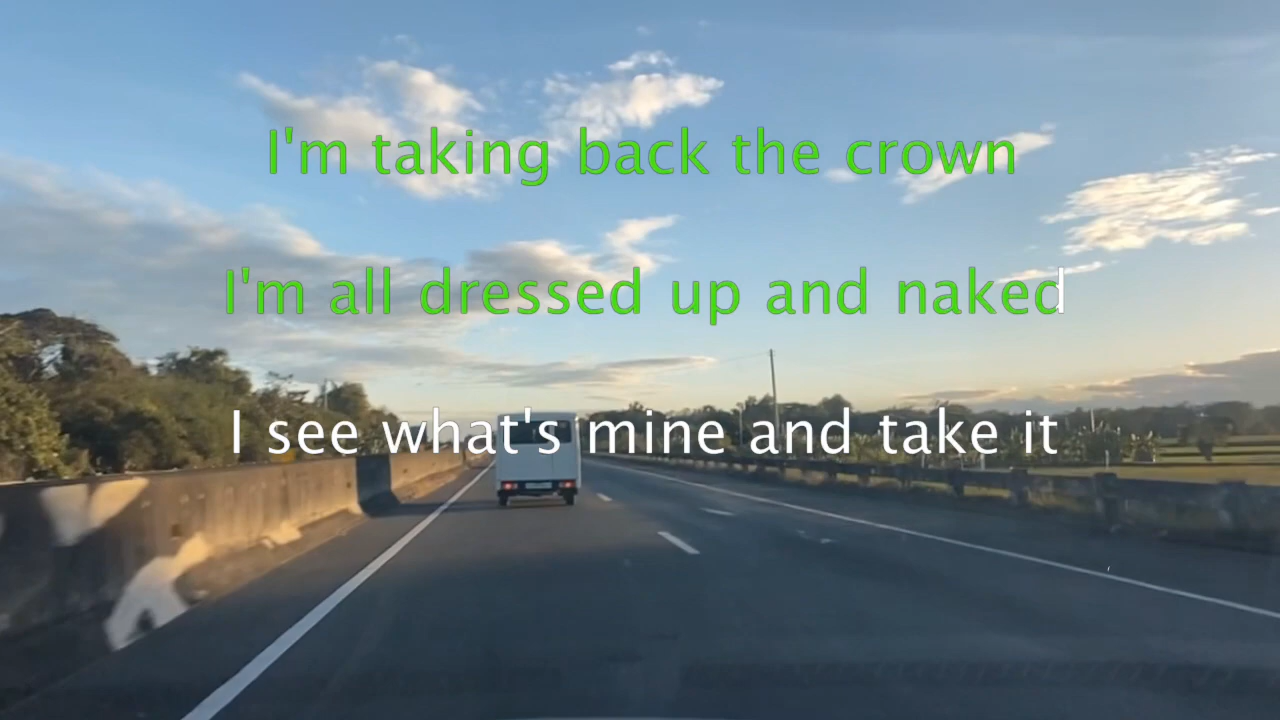 I'm taking back the crown
I'm all dressed up and naked
I see what's mine and take it